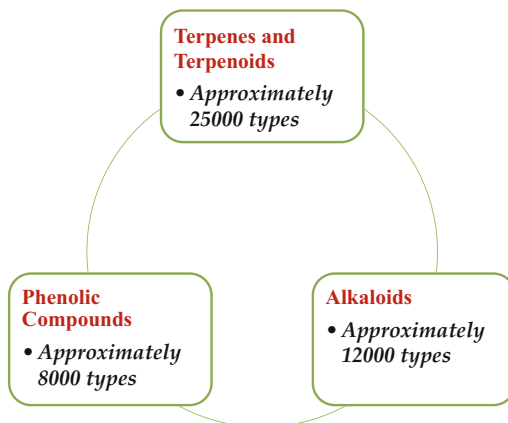 Terpenes and
Terpenoids
• Approximately
25000 types
Phenolic
Compounds
• Approximately
8000 types
Alkaloids
• Approximately
12000 types